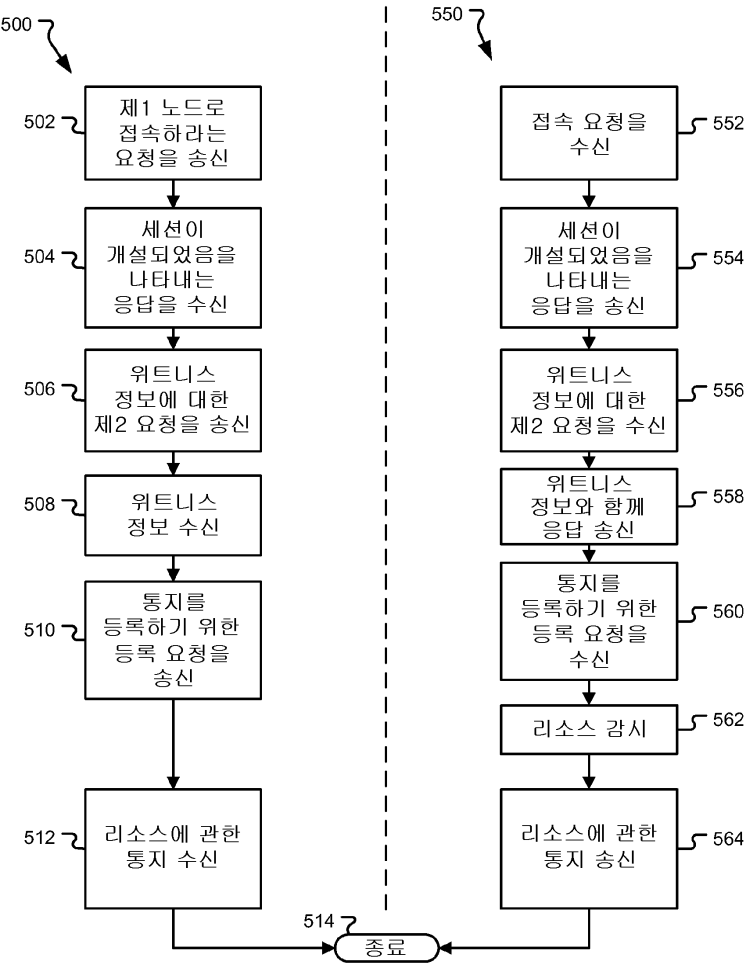 500
502
제1 노드로
접속하라는
요청을 송신
504
세션이
개설되었음을
나타내는
응답을 수신
506
위트니스
정보에 대한
제2 요청을 송신
508
위트니스
정보 수신
510
통지를
등록하기 위한
등록 요청을
송신
512
리소스에 관한
통지 수신
550
접속 요청을
수신
552
세션이
개설되었음을
나타내는
응답을 송신
554
위트니스
정보에 대한
제2 요청을 수신
556
위트니스
정보와 함께
응답 송신
558
통지를
등록하기 위한
등록 요청을
수신
560
리소스 감시
562
리소스에 관한
통지 송신
564
514
종료